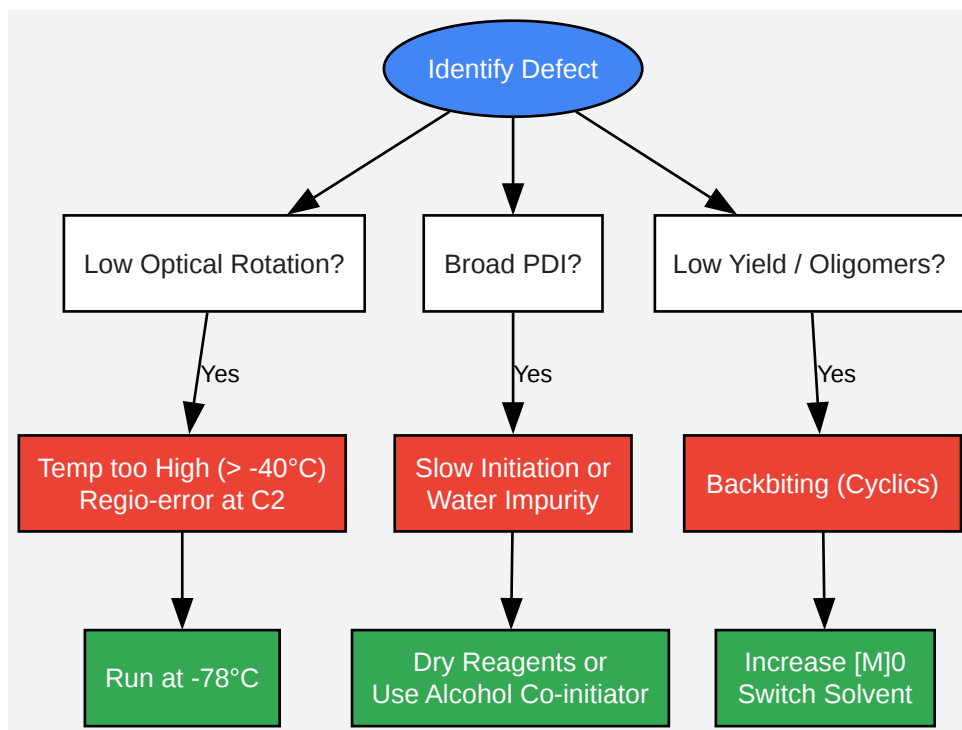 Identify Defect
Low Optical Rotation?
Broad PDI?
Low Yield / Oligomers?
Yes
Yes
Yes
Temp too High (> -40°C)
Regio-error at C2
Slow Initiation or
Water Impurity
Backbiting (Cyclics)
Run at -78°C
Dry Reagents or
Use Alcohol Co-initiator
Increase [M]0
Switch Solvent